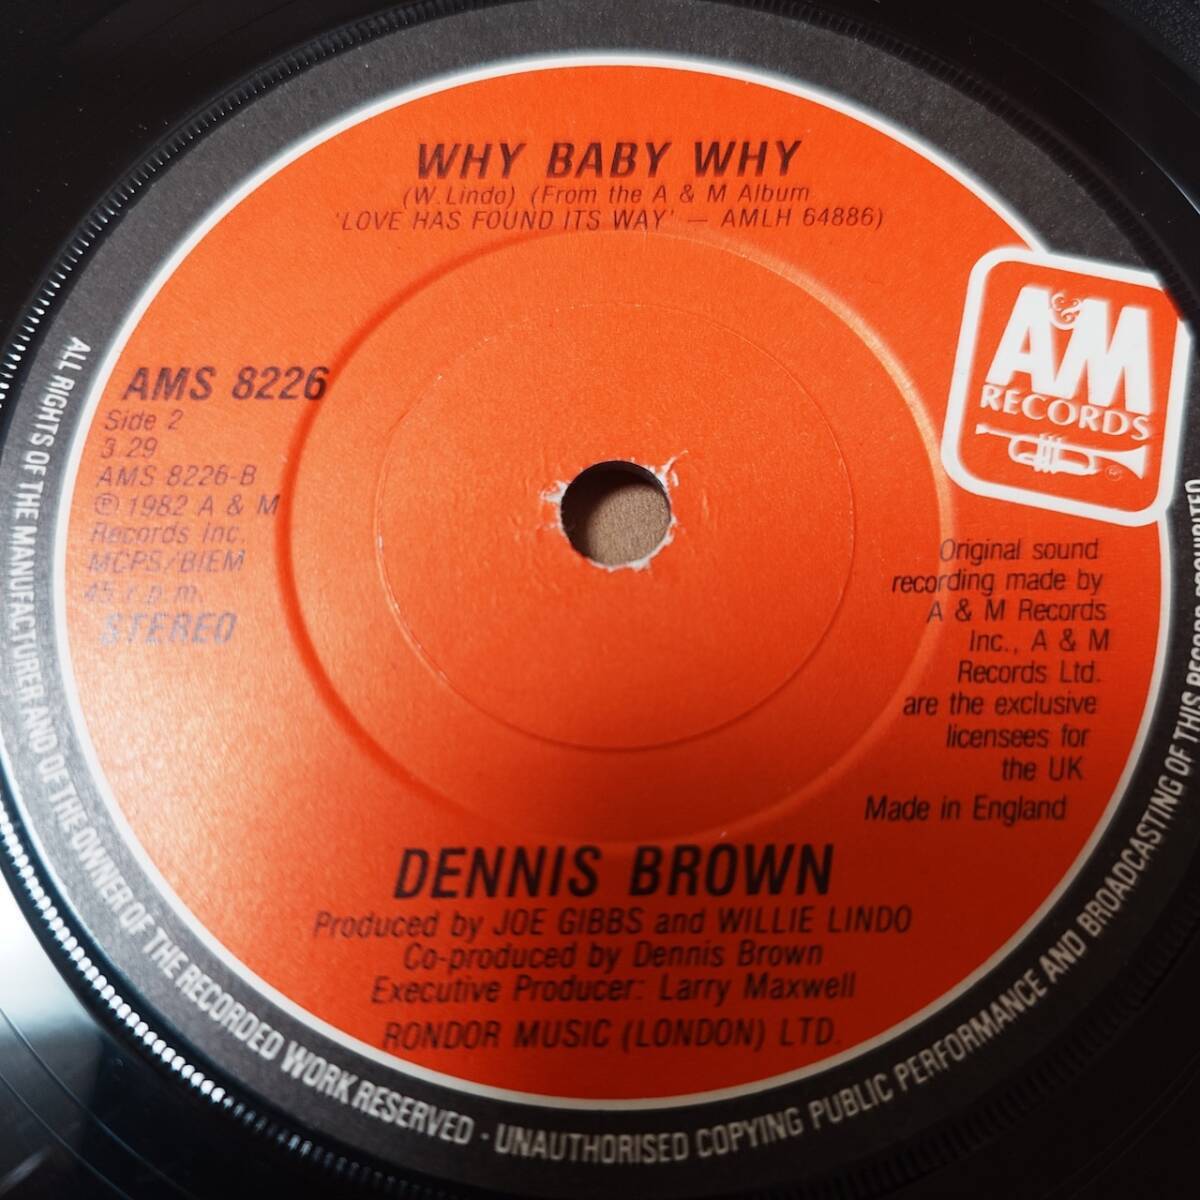 WHY BABY WHY
(W. Lindo) (From the A & M Album
'LOVE HAS FOUND ITS WAY' — AMLH 64886)
A&M
RECORDS
AMS 8226
Side 2
3.29
AMS 8226-B
℗ 1982 A & M
Records Inc.
MCPS/BIEM
45 r.p.m.
STEREO
Original sound
recording made by
A & M Records
Inc., A & M
Records Ltd.
are the exclusive
licensees for
the UK
Made in England
DENNIS BROWN
Produced by JOE GIBBS and WILLIE LINDO
Co-produced by Dennis Brown
Executive Producer: Larry Maxwell
RONDOR MUSIC (LONDON) LTD.
ALL RIGHTS OF THE MANUFACTURER AND OF THE OWNER OF THE RECORDED WORK RESERVED · UNAUTHORISED COPYING PUBLIC PERFORMANCE AND BROADCASTING OF THIS RECORD PROHIBITED